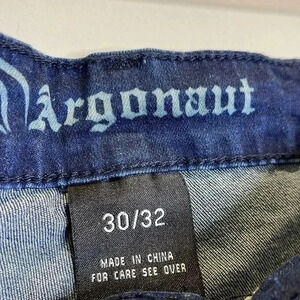 Argonaut
30/32
MADE IN CHINA
FOR CARE SEE OVER